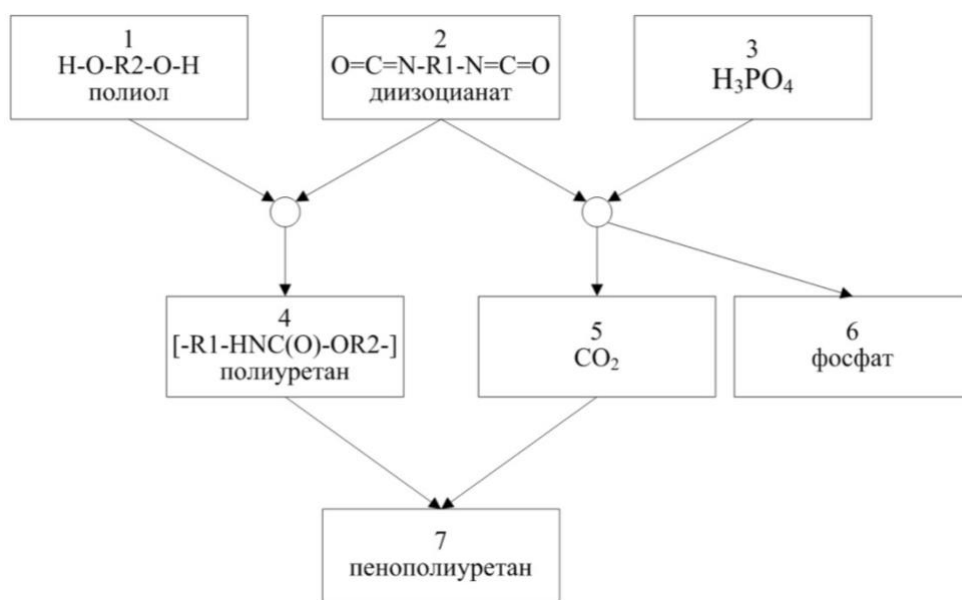 1
H-O-R2-O-H
полиол
2
O=C=N-R1-N=C=O
диизоцианат
3
H₃PO₄
4
[-R1-HNC(O)-OR2-]
полиуретан
5
CO₂
6
фосфат
7
пенополиуретан